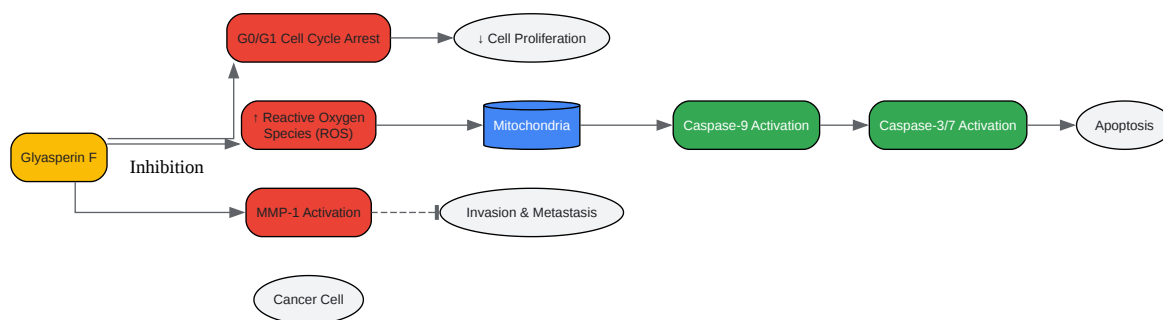 G0/G1 Cell Cycle Arrest
↓ Cell Proliferation
↑ Reactive Oxygen
Species (ROS)
Mitochondria
Caspase-9 Activation
Caspase-3/7 Activation
Apoptosis
Glyasperin F
Inhibition
MMP-1 Activation
Invasion & Metastasis
Cancer Cell